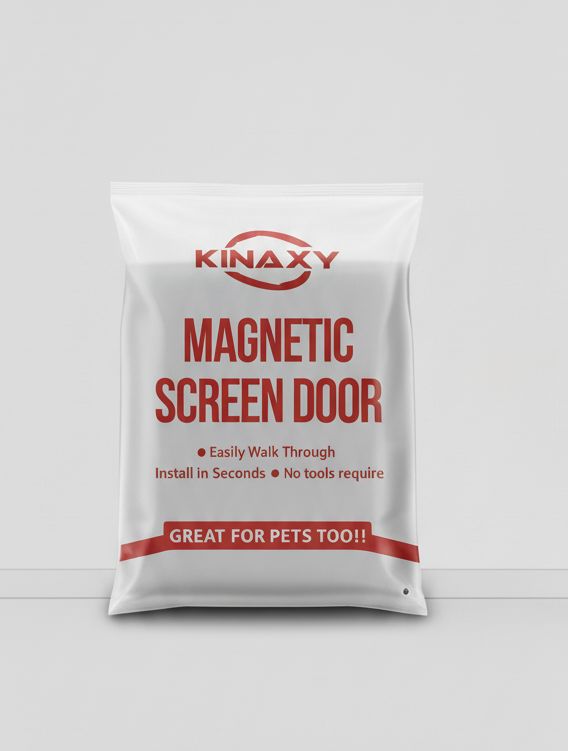 KINAXY
MAGNETIC
SCREEN DOOR
● Easily Walk Through
Install in Seconds ● No tools require
GREAT FOR PETS TOO!!